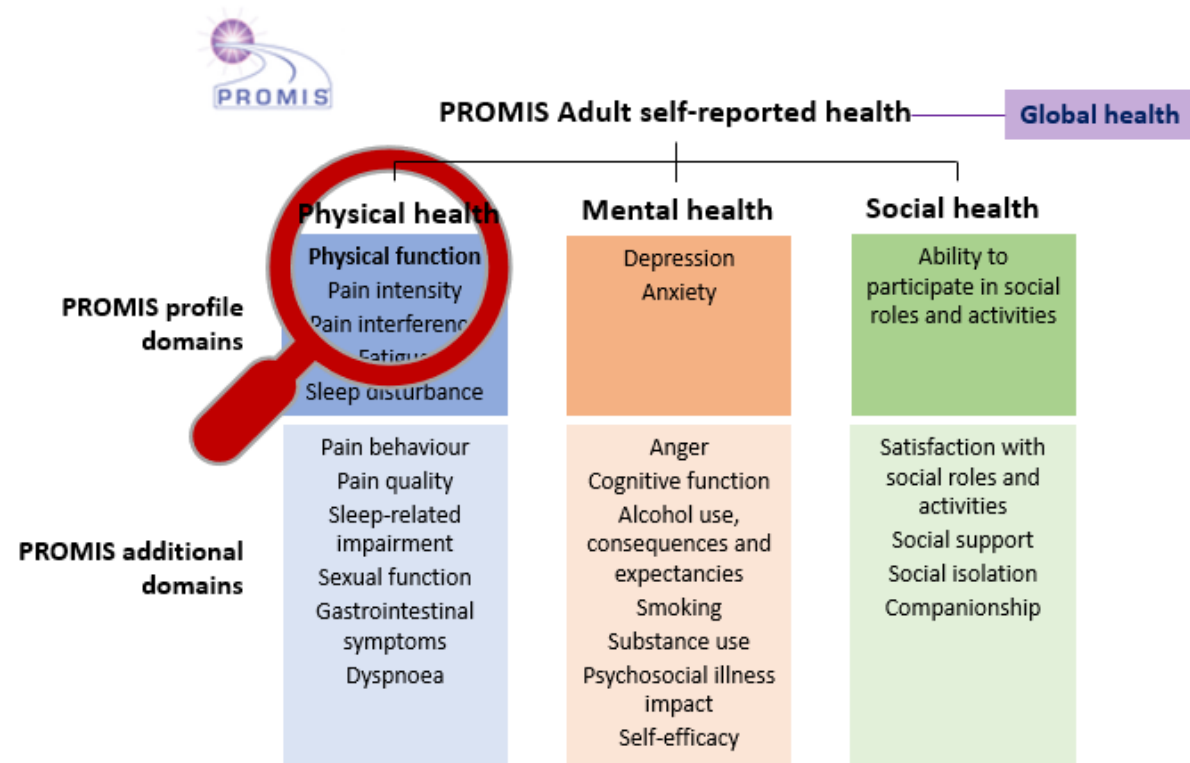 PROMIS
PROMIS Adult self-reported health
Global health
Physical health
Mental health
Social health
PROMIS profile
domains
Physical function
Pain intensity
Pain interference
Fatigue
Sleep disturbance
Depression
Anxiety
Ability to
participate in social
roles and activities
PROMIS additional
domains
Pain behaviour
Pain quality
Sleep-related
impairment
Sexual function
Gastrointestinal
symptoms
Dyspnoea
Anger
Cognitive function
Alcohol use,
consequences and
expectancies
Smoking
Substance use
Psychosocial illness
impact
Self-efficacy
Satisfaction with
social roles and
activities
Social support
Social isolation
Companionship